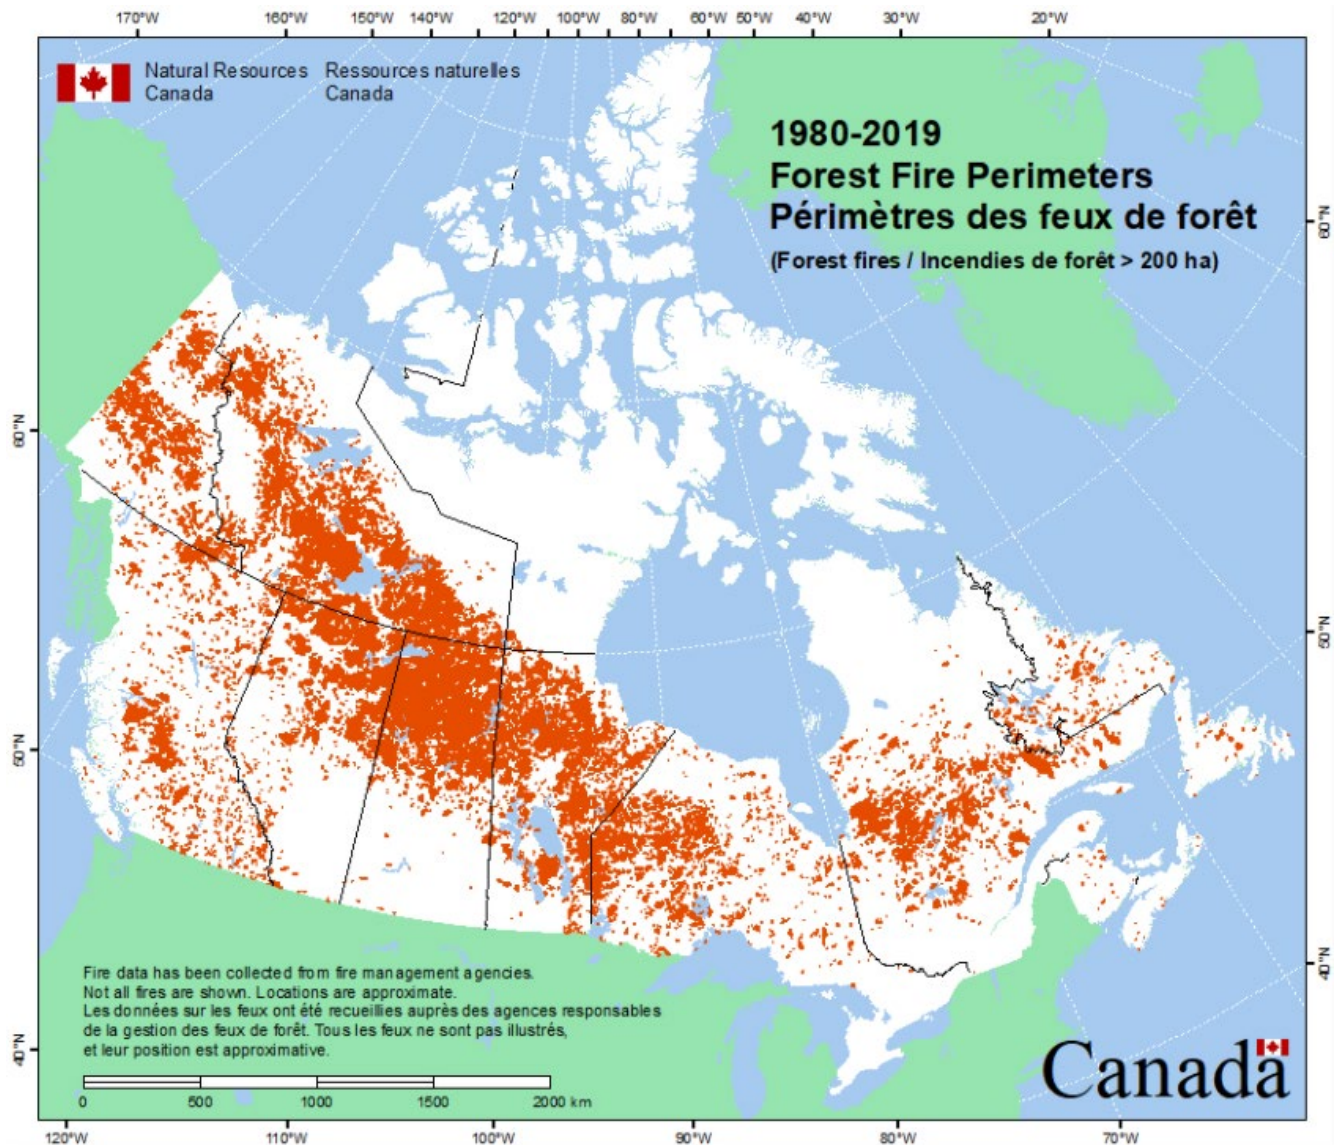 170°W 160°W 150°W 140°W 130°W 120°W 110°W 100°W 90°W 80°W 70°W 60°W 50°W 40°W 30°W 20°W
Natural Resources Ressources naturelles
Canada Canada
1980-2019
Forest Fire Perimeters
Périmètres des feux de forêt
(Forest fires / Incendies de forêt > 200 ha)
60°N 60°N
50°N 50°N
40°N 40°N
Fire data has been collected from fire management agencies.
Not all fires are shown. Locations are approximate.
Les données sur les feux ont été recueillies auprès des agences responsables
de la gestion des feux de forêt. Tous les feux ne sont pas illustrés,
et leur position est approximative.
Canada
0 500 1000 1500 2000 km
120°W 110°W 100°W 90°W 80°W 70°W